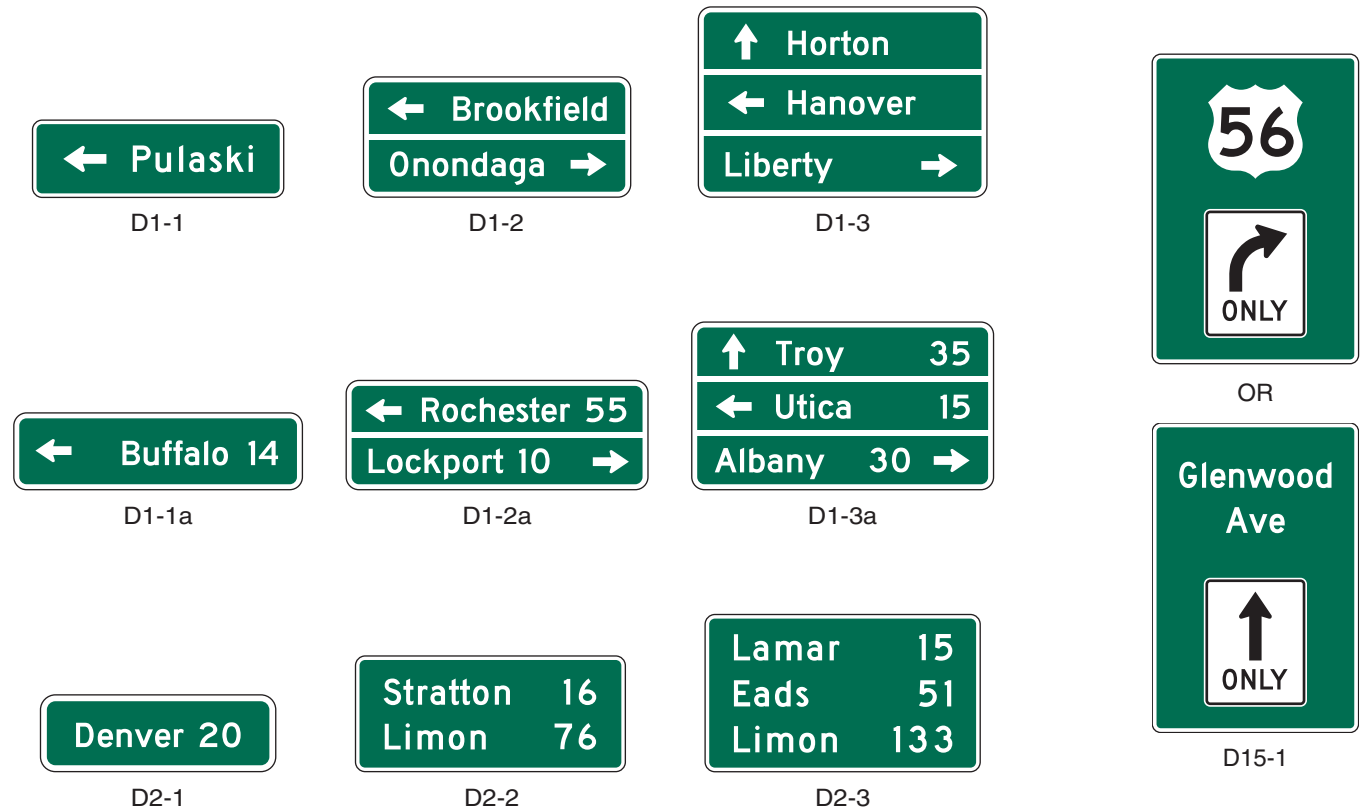 ← Pulaski
D1-1
← Brookfield
Onondaga →
D1-2
↑ Horton
← Hanover
Liberty →
D1-3
← Buffalo 14
D1-1a
← Rochester 55
Lockport 10 →
D1-2a
↑ Troy 35
← Utica 15
Albany 30 →
D1-3a
Denver 20
D2-1
Stratton 16
Limon 76
D2-2
Lamar 15
Eads 51
Limon 133
D2-3
56
ONLY
OR
Glenwood
Ave
ONLY
D15-1